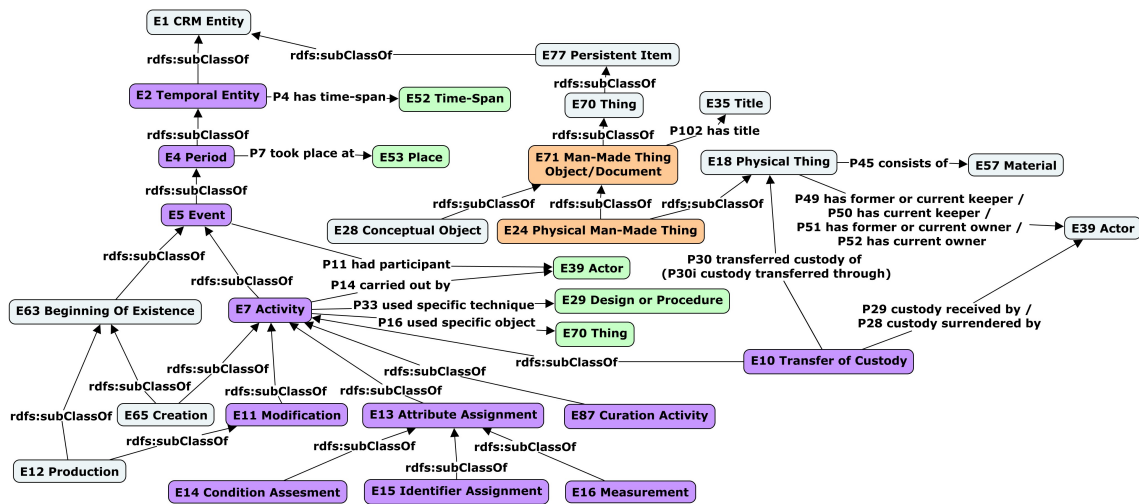 E1 CRM Entity
rdfs:subClassOf
rdfs:subClassOf
E77 Persistent Item
rdfs:subClassOf
E2 Temporal Entity
P4 has time-span
E52 Time-Span
E70 Thing
E35 Title
rdfs:subClassOf
rdfs:subClassOf
P102 has title
E4 Period
P7 took place at
E53 Place
E71 Man-Made Thing
Object/Document
E18 Physical Thing
P45 consists of
E57 Material
rdfs:subClassOf
E5 Event
rdfs:subClassOf
rdfs:subClassOf
rdfs:subClassOf
P49 has former or current keeper /
P50 has current keeper /
P51 has former or current owner /
P52 has current owner
E28 Conceptual Object
E24 Physical Man-Made Thing
E39 Actor
P11 had participant
E39 Actor
P30 transferred custody of
(P30i custody transferred through)
rdfs:subClassOf
rdfs:subClassOf
P14 carried out by
E63 Beginning Of Existence
E7 Activity
P33 used specific technique
E29 Design or Procedure
P16 used specific object
E70 Thing
P29 custody received by /
P28 custody surrendered by
rdfs:subClassOf
E10 Transfer of Custody
rdfs:subClassOf
rdfs:subClassOf
rdfs:subClassOf
rdfs:subClassOf
rdfs:subClassOf
rdfs:subClassOf
E65 Creation
E11 Modification
E13 Attribute Assignment
E87 Curation Activity
rdfs:subClassOf
E12 Production
rdfs:subClassOf
rdfs:subClassOf
rdfs:subClassOf
E14 Condition Assesment
E15 Identifier Assignment
E16 Measurement